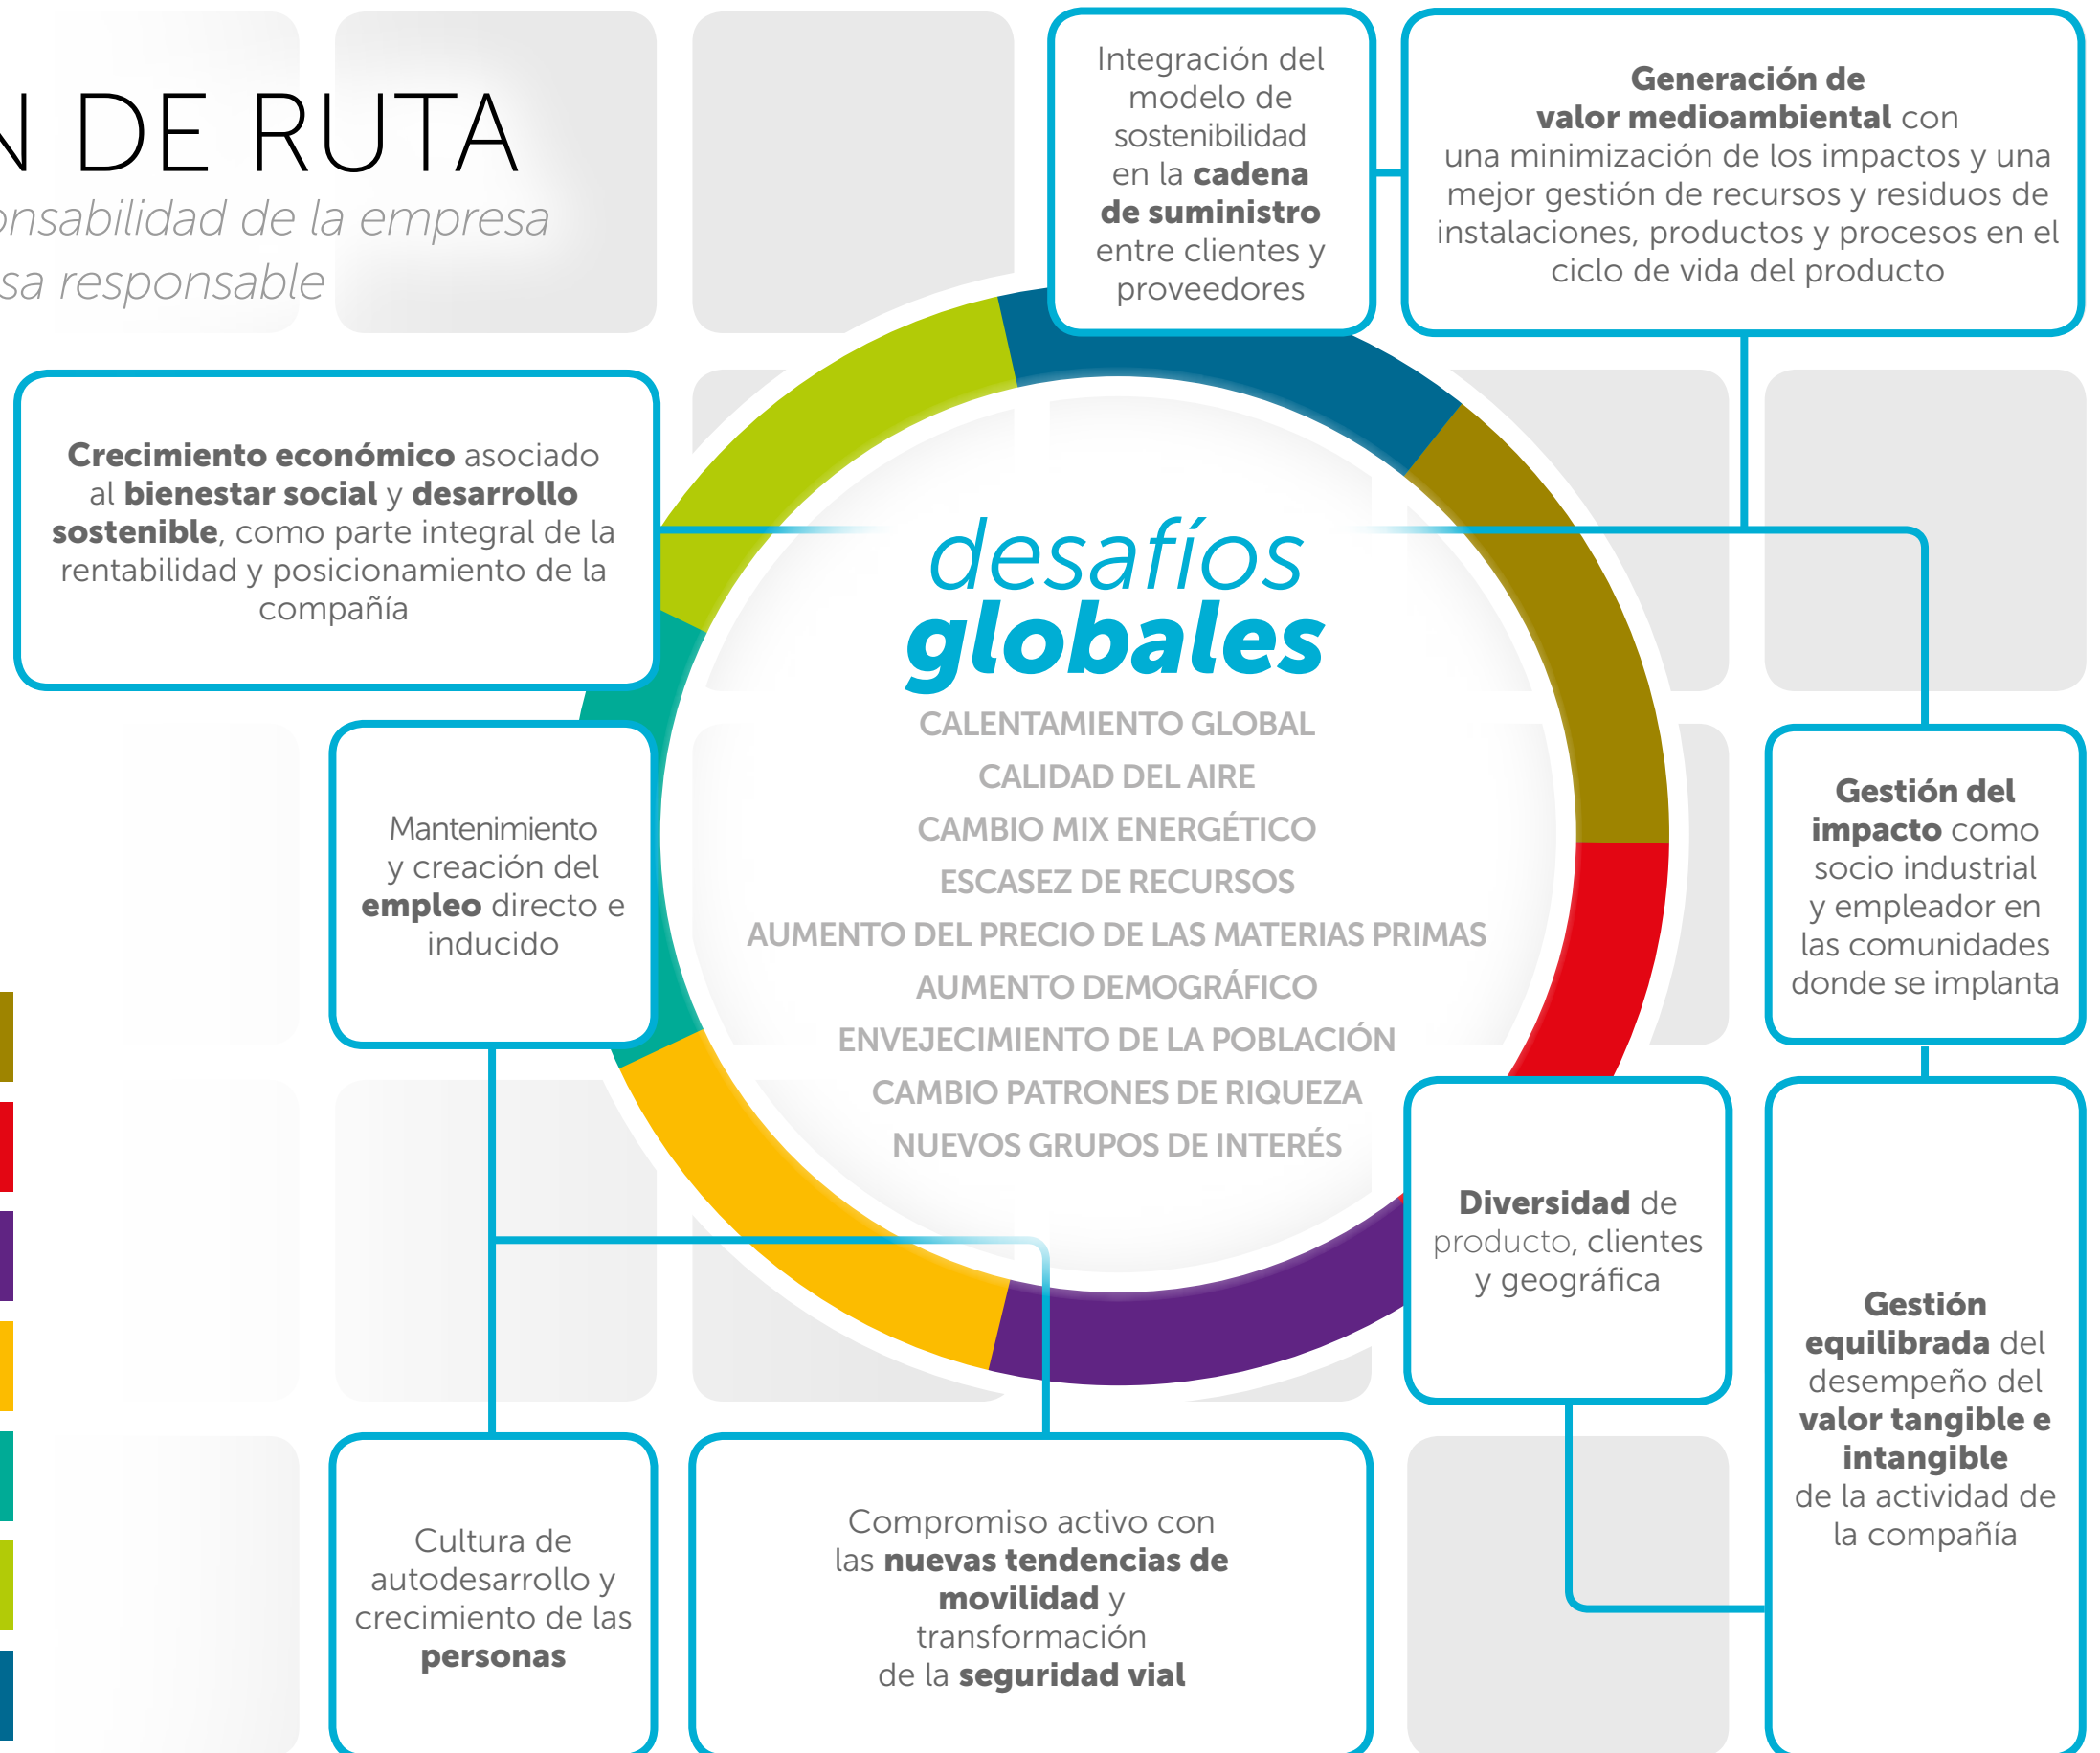 N DE RUTA
onsabilidad de la empresa
sa responsable
Integración del
modelo de
sostenibilidad
en la cadena
de suministro
entre clientes y
proveedores
Generación de
valor medioambiental con
una minimización de los impactos y una
mejor gestión de recursos y residuos de
instalaciones, productos y procesos en el
ciclo de vida del producto
Crecimiento económico asociado
al bienestar social y desarrollo
sostenible, como parte integral de la
rentabilidad y posicionamiento de la
compañía
desafíos
globales
CALENTAMIENTO GLOBAL
CALIDAD DEL AIRE
CAMBIO MIX ENERGÉTICO
ESCASEZ DE RECURSOS
AUMENTO DEL PRECIO DE LAS MATERIAS PRIMAS
AUMENTO DEMOGRÁFICO
ENVEJECIMIENTO DE LA POBLACIÓN
CAMBIO PATRONES DE RIQUEZA
NUEVOS GRUPOS DE INTERÉS
Mantenimiento
y creación del
empleo directo e
inducido
Gestión del
impacto como
socio industrial
y empleador en
las comunidades
donde se implanta
Diversidad de
producto, clientes
y geográfica
Gestión
equilibrada del
desempeño del
valor tangible e
intangible
de la actividad de
la compañía
Cultura de
autodesarrollo y
crecimiento de las
personas
Compromiso activo con
las nuevas tendencias de
movilidad y
transformación
de la seguridad vial